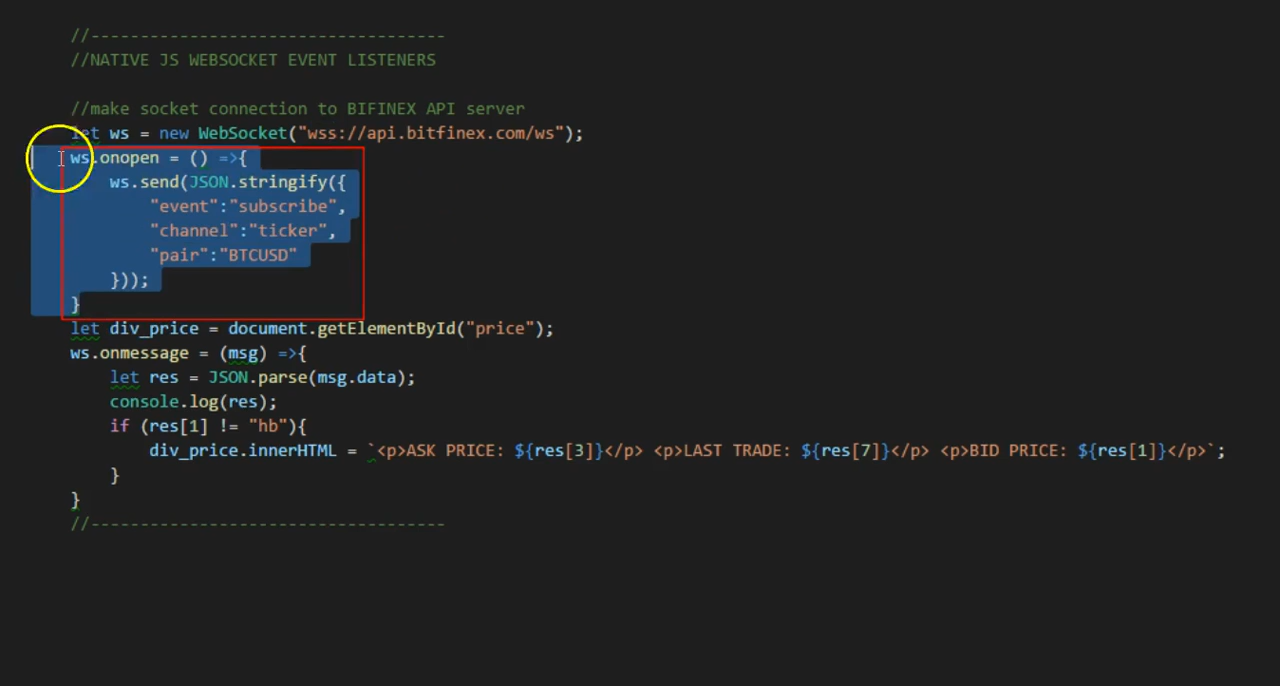 //------------------------------------
//NATIVE JS WEBSOCKET EVENT LISTENERS
//make socket connection to BIFINEX API server
let ws = new WebSocket("wss://api.bitfinex.com/ws");
ws.onopen = () =>{
ws.send(JSON.stringify({
"event":"subscribe",
"channel":"ticker",
"pair":"BTCUSD"
}));
}
let div_price = document.getElementById("price");
ws.onmessage = (msg) =>{
let res = JSON.parse(msg.data);
console.log(res);
if (res[1] != "hb"){
div_price.innerHTML = `<p>ASK PRICE: ${res[3]}</p> <p>LAST TRADE: ${res[7]}</p> <p>BID PRICE: ${res[1]}</p>`;
}
}
//------------------------------------